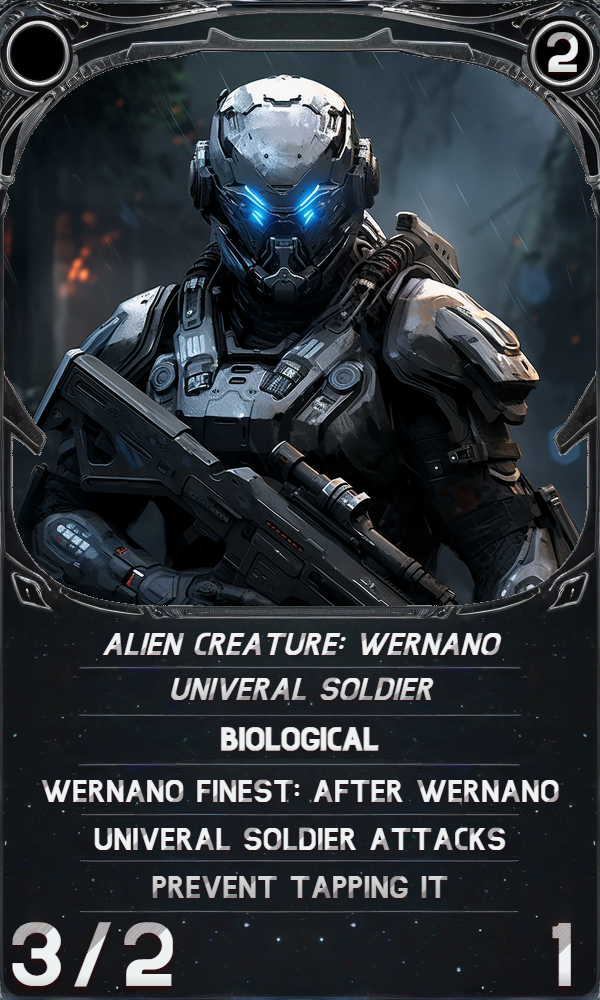 2
ALIEN CREATURE: WERNANO
UNIVERAL SOLDIER
BIOLOGICAL
WERNANO FINEST: AFTER WERNANO
UNIVERAL SOLDIER ATTACKS
PREVENT TAPPING IT
3/2
1